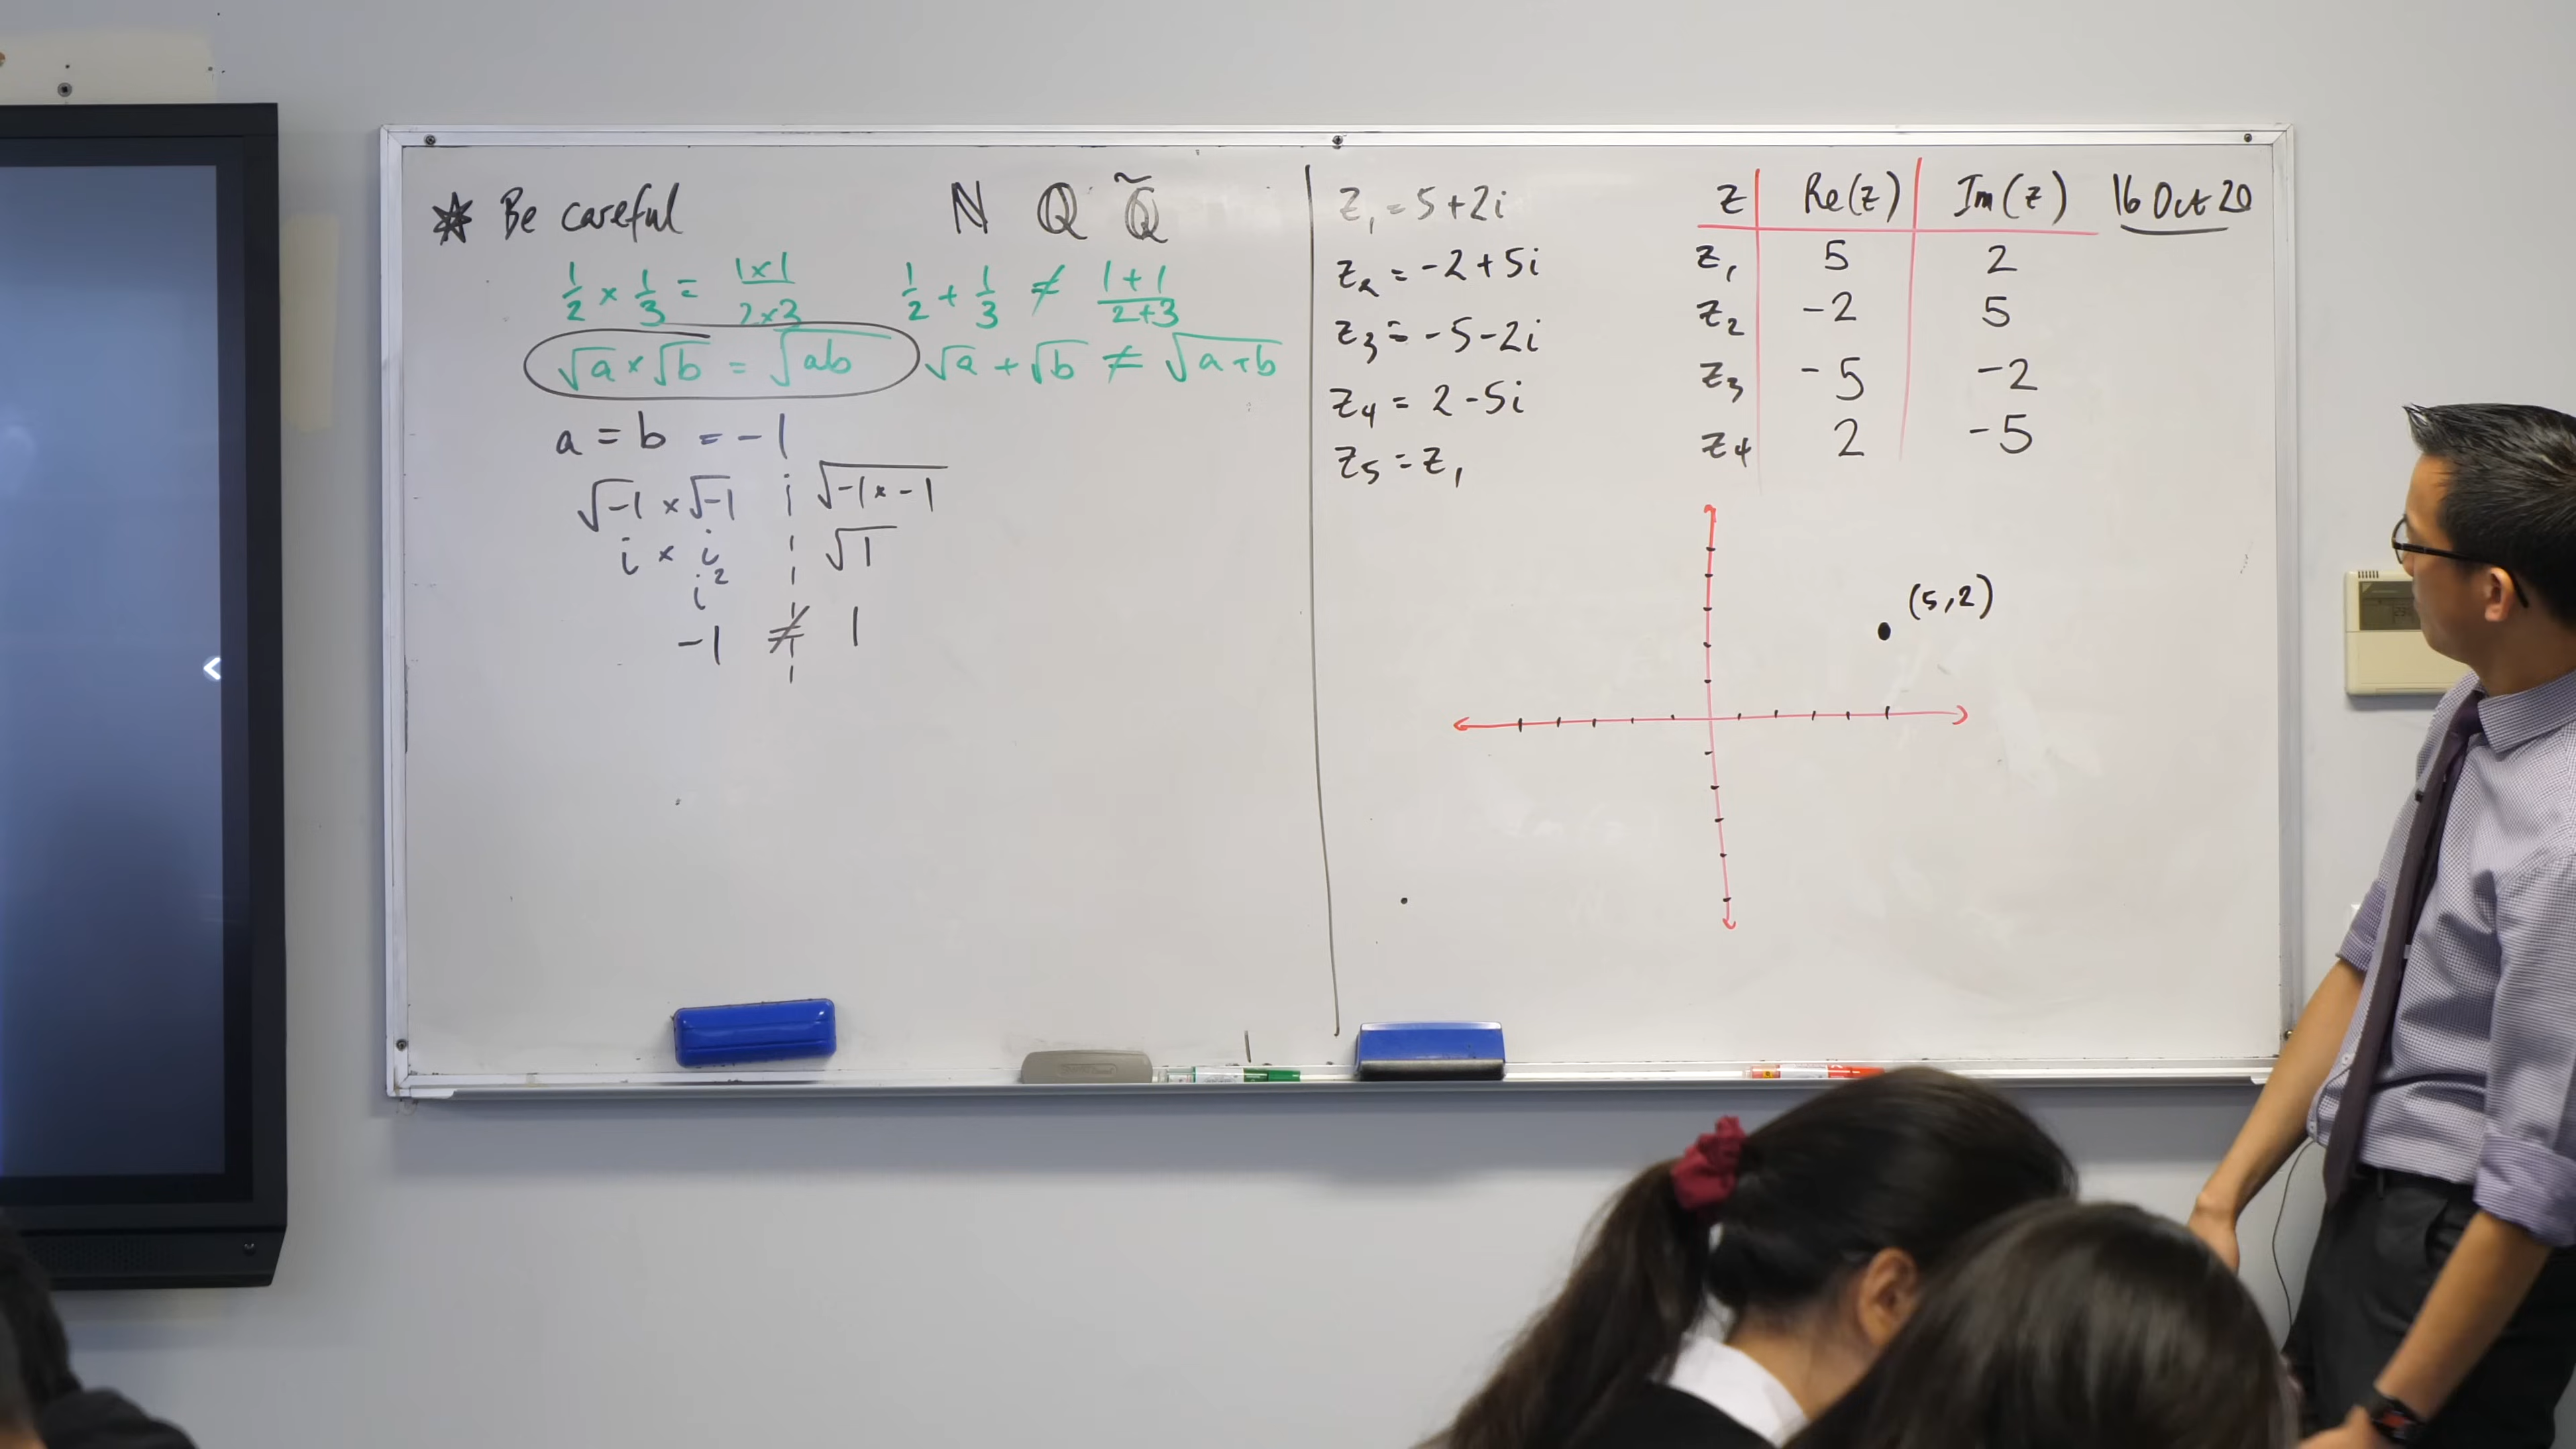 * Be careful
N Q Q̃
1/2 × 1/3 = 1×1/2×3
1/2 + 1/3 ≠ 1+1/2+3
√a × √b = √ab
√a + √b ≠ √a+b
a = b = -1
√-1 × √-1 ¦ √-1×-1
i × i ¦ √1
i²
-1 ≠ 1
z₁ = 5+2i
z₂ = -2+5i
z₃ = -5-2i
z₄ = 2-5i
z₅ = z₁
z Re(z) Im(z)
z₁ 5 2
z₂ -2 5
z₃ -5 -2
z₄ 2 -5
16 Oct 20
(5,2)